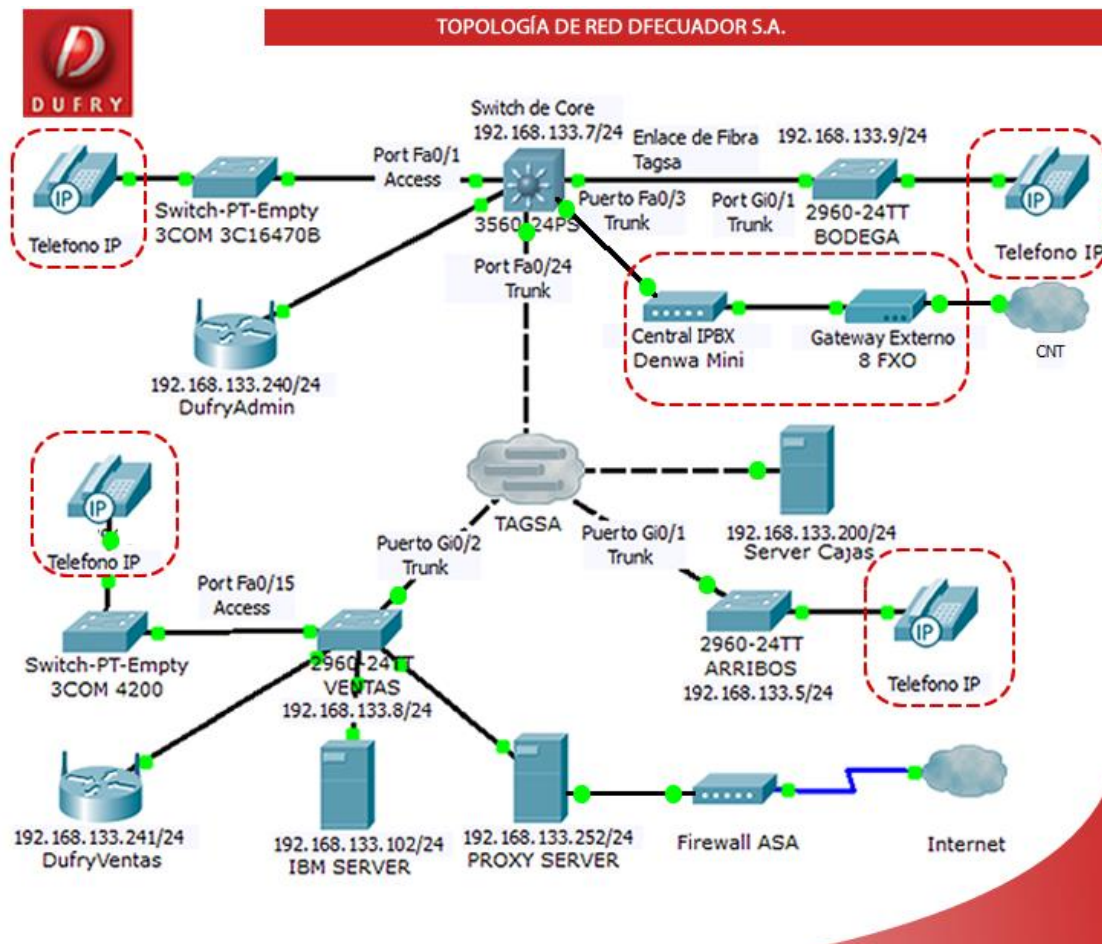 TOPOLOGÍA DE RED DFECUADOR S.A.
DUFRY
Switch de Core
192.168.133.7/24
Enlace de Fibra
Tagsa
192.168.133.9/24
Port Fa0/1
Access
IP
Telefono IP
Switch-PT-Empty
3COM 3C16470B
3560-24PS
Puerto Fa0/3
Trunk
Port Gi0/1
Trunk
2960-24TT
BODEGA
IP
Telefono IP
Port Fa0/24
Trunk
Central IPBX
Denwa Mini
Gateway Externo
8 FXO
CNT
192.168.133.240/24
DufryAdmin
IP
Telefono IP
TAGSA
192.168.133.200/24
Server Cajas
Puerto Gi0/2
Trunk
Puerto Gi0/1
Trunk
Port Fa0/15
Access
Switch-PT-Empty
3COM 4200
2960-24TT
VENTAS
192.168.133.8/24
2960-24TT
ARRIBOS
192.168.133.5/24
IP
Telefono IP
192.168.133.241/24
DufryVentas
192.168.133.102/24
IBM SERVER
192.168.133.252/24
PROXY SERVER
Firewall ASA
Internet